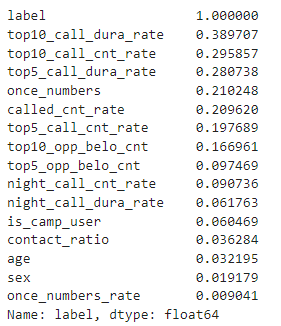 label 1.000000
top10_call_dura_rate 0.389707
top10_call_cnt_rate 0.295857
top5_call_dura_rate 0.280738
once_numbers 0.210248
called_cnt_rate 0.209620
top5_call_cnt_rate 0.197689
top10_opp_belo_cnt 0.166961
top5_opp_belo_cnt 0.097469
night_call_cnt_rate 0.090736
night_call_dura_rate 0.061763
is_camp_user 0.060469
contact_ratio 0.036284
age 0.032195
sex 0.019179
once_numbers_rate 0.009041
Name: label, dtype: float64